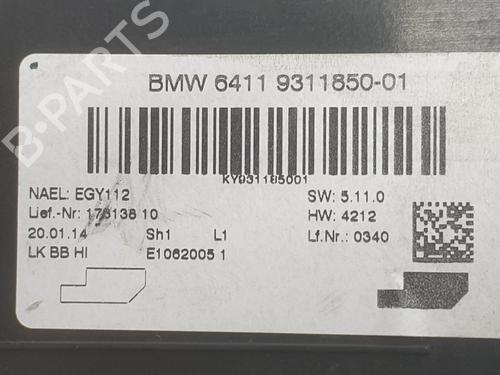 BMW 6411 9311850-01
KY931185001
NAEL: EGY112
SW: 5.11.0
Lief.-Nr: 176138 10
HW: 4212
20.01.14 Sh1 L1
Lf.Nr.: 0340
LK BB HI E1062005 1
B-PARTS